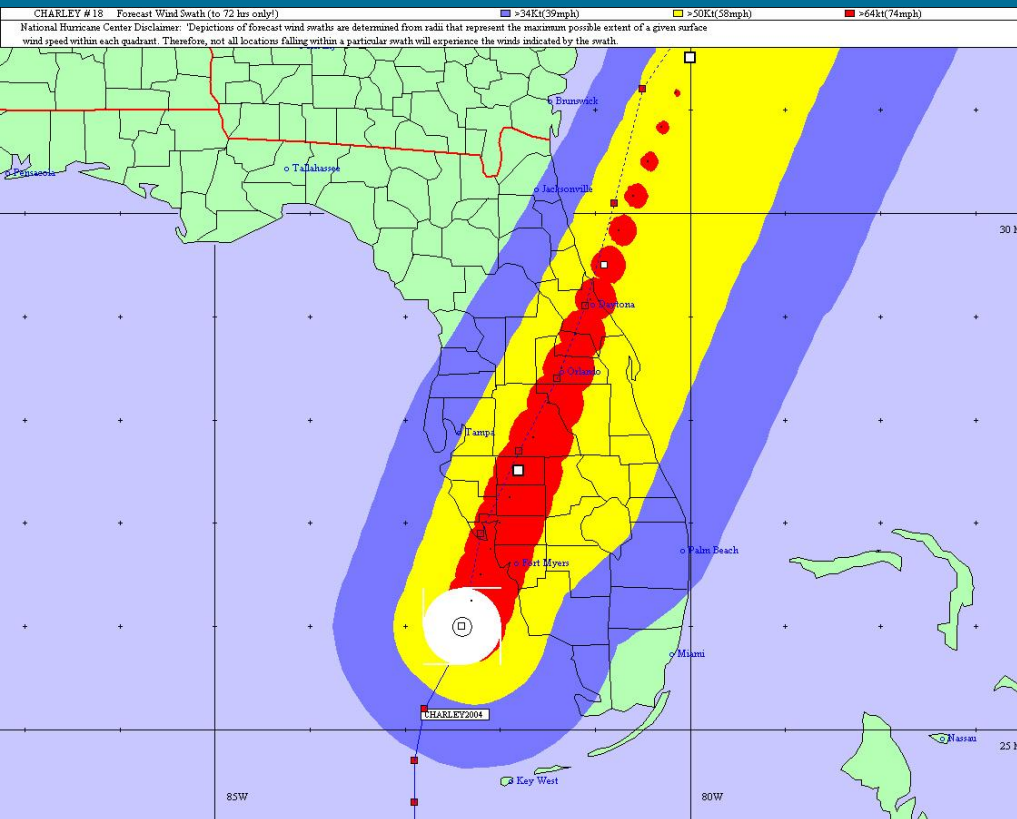 CHARLEY # 18 Forecast Wind Swath (to 72 hrs only!) >34Kt(39mph) >50Kt(58mph) >64kt(74mph)
National Hurricane Center Disclaimer: 'Depictions of forecast wind swaths are determined from radii that represent the maximum possible extent of a given surface
wind speed within each quadrant. Therefore, not all locations falling within a particular swath will experience the winds indicated by the swath.
Brunswick
Tallahassee
Pensacola
Jacksonville
30 N
Daytona
Orlando
Tampa
Palm Beach
Fort Myers
Miami
CHARLEY2004
Nassau
25 N
Key West
85W
80W